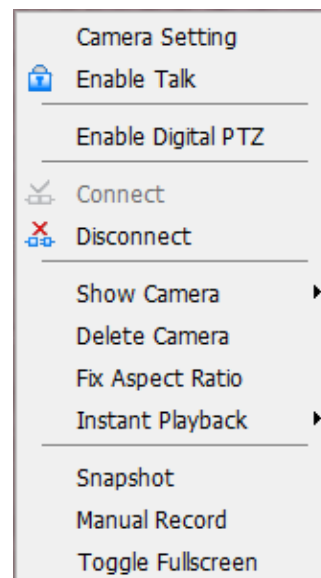 Camera Setting
Enable Talk
Enable Digital PTZ
Connect
Disconnect
Show Camera
Delete Camera
Fix Aspect Ratio
Instant Playback
Snapshot
Manual Record
Toggle Fullscreen